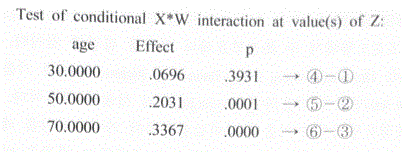 Test of conditional X*W interaction at value(s) of Z:
age Effect p
30.0000 .0696 .3931 → ④-①
50.0000 .2031 .0001 → ⑤-②
70.0000 .3367 .0000 → ⑥-③